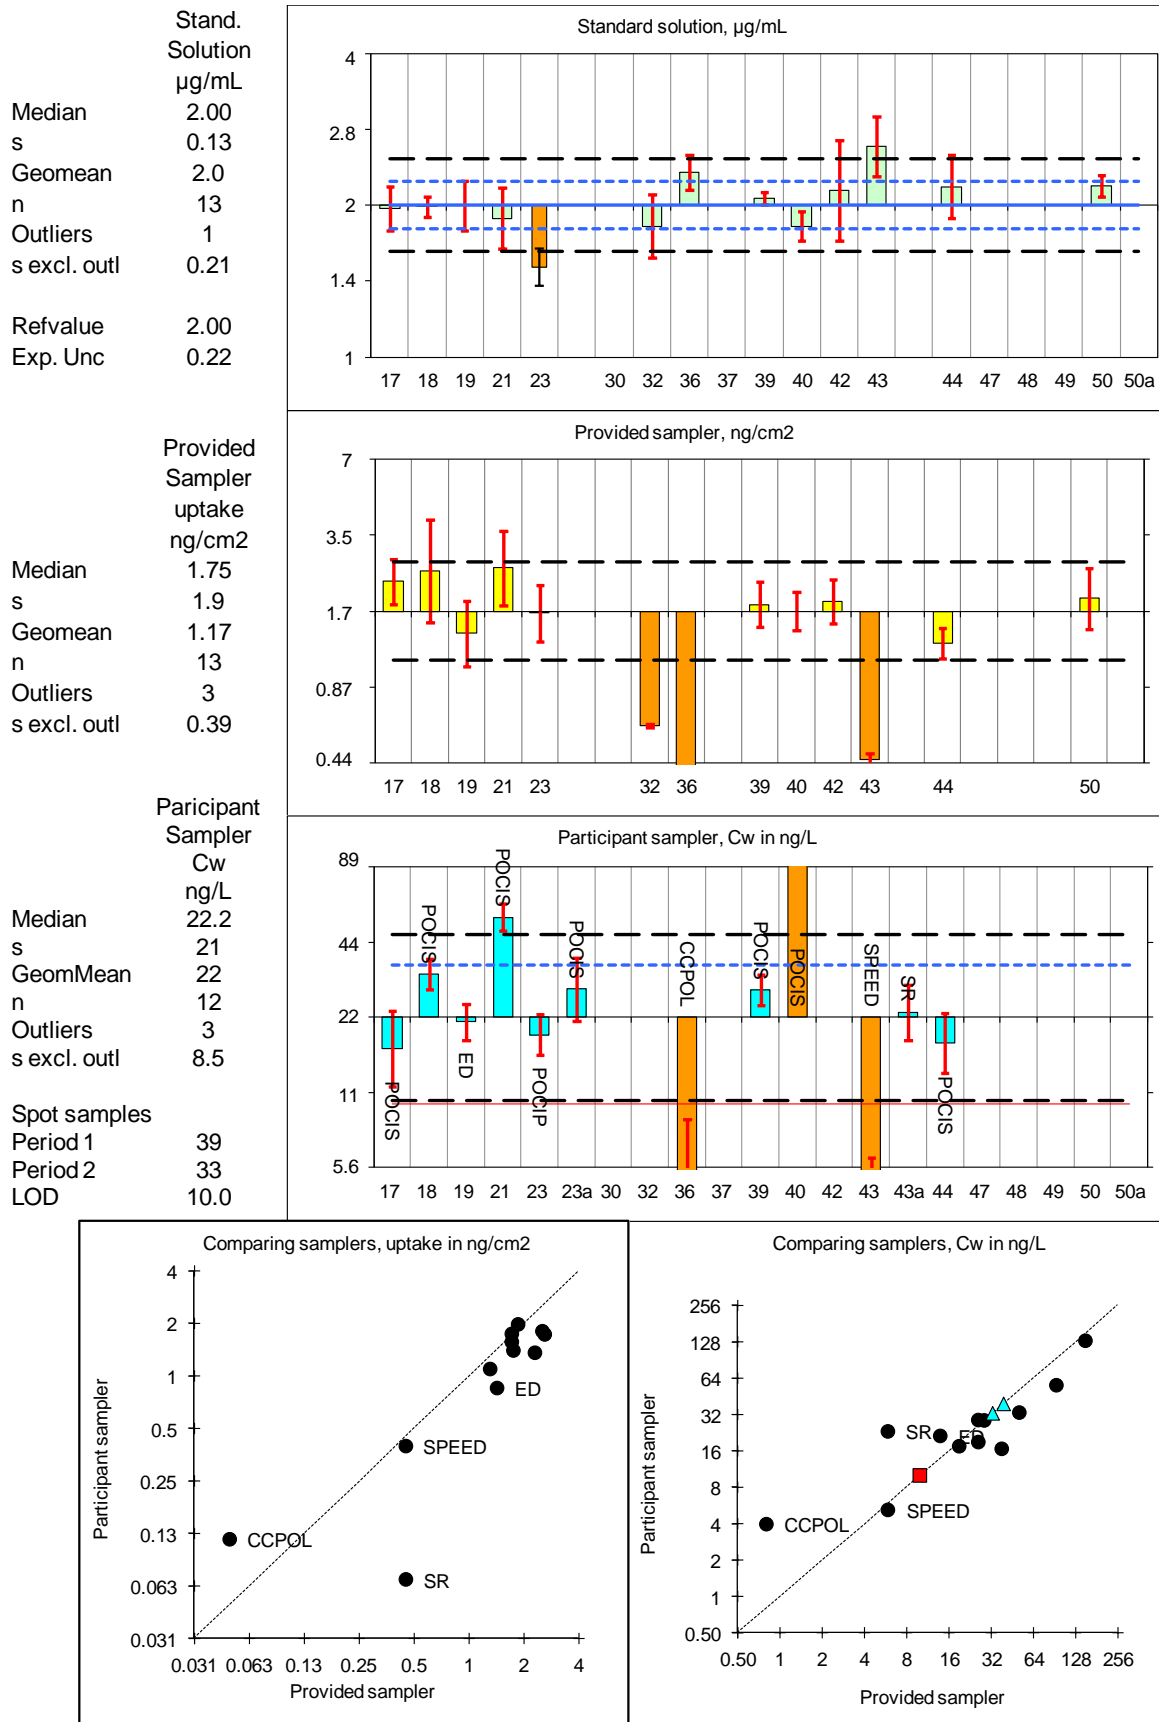 Stand.
Solution
µg/mL
Median 2.00
s 0.13
Geomean 2.0
n 13
Outliers 1
s excl. outl 0.21
Refvalue 2.00
Exp. Unc 0.22
Standard solution, µg/mL
4
2.8
2
1.4
1
17 18 19 21 23 30 32 36 37 39 40 42 43 44 47 48 49 50 50a
Provided
Sampler
uptake
ng/cm2
Median 1.75
s 1.9
Geomean 1.17
n 13
Outliers 3
s excl. outl 0.39
Provided sampler, ng/cm2
7
3.5
1.7
0.87
0.44
17 18 19 21 23 32 36 39 40 42 43 44 50
Paricipant
Sampler
Cw
ng/L
Median 22.2
s 21
GeomMean 22
n 12
Outliers 3
s excl. outl 8.5
Spot samples
Period 1 39
Period 2 33
LOD 10.0
Participant sampler, Cw in ng/L
89
44
22
11
5.6
POCIS
POCIS
ED
POCIS
POCIP
POCIS
CCPOL
POCIS
POCIS
SPEED
SR
POCIS
17 18 19 21 23 23a 30 32 36 37 39 40 42 43 43a 44 47 48 49 50 50a
Comparing samplers, uptake in ng/cm2
Participant sampler
4
2
1
0.5
0.25
0.13
0.063
0.031
ED
SPEED
CCPOL
SR
0.031 0.063 0.13 0.25 0.5 1 2 4
Provided sampler
Comparing samplers, Cw in ng/L
Participant sampler
256
128
64
32
16
8
4
2
1
0.50
SR
ED
SPEED
CCPOL
0.50 1 2 4 8 16 32 64 128 256
Provided sampler